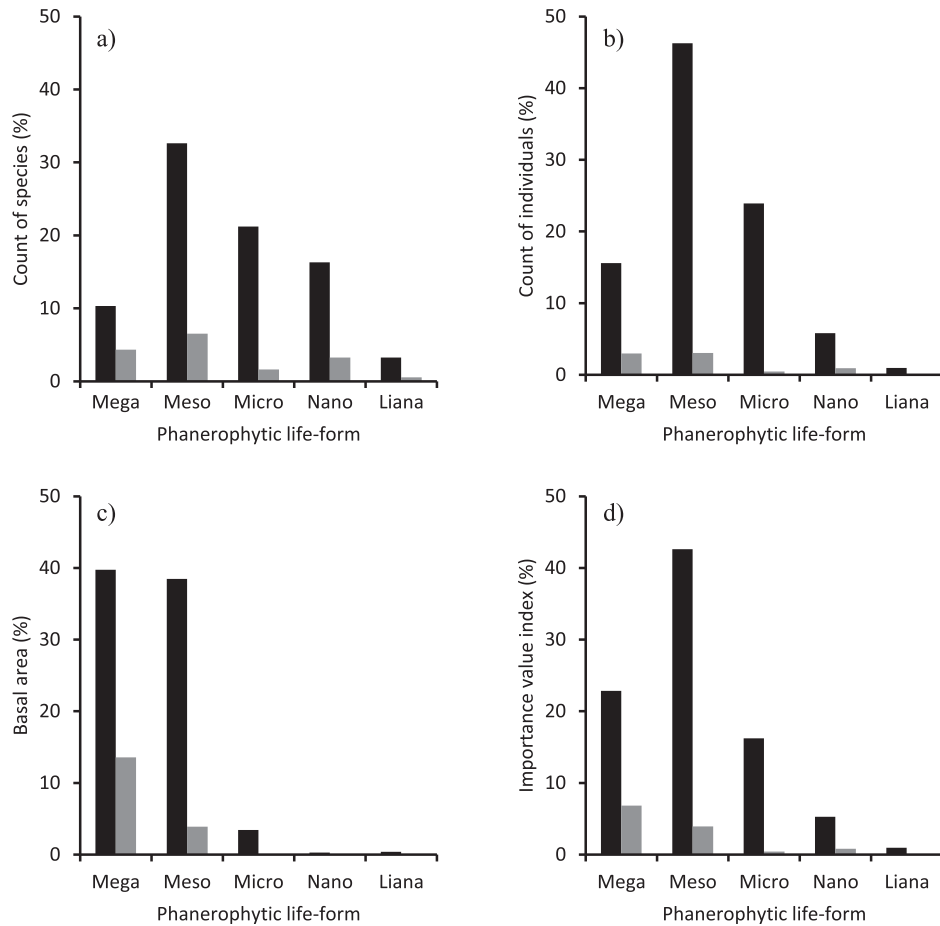 a)
Count of species (%)
50
40
30
20
10
0
Mega Meso Micro Nano Liana
Phanerophytic life-form
b)
Count of individuals (%)
50
40
30
20
10
0
Mega Meso Micro Nano Liana
Phanerophytic life-form
c)
Basal area (%)
50
40
30
20
10
0
Mega Meso Micro Nano Liana
Phanerophytic life-form
d)
Importance value index (%)
50
40
30
20
10
0
Mega Meso Micro Nano Liana
Phanerophytic life-form